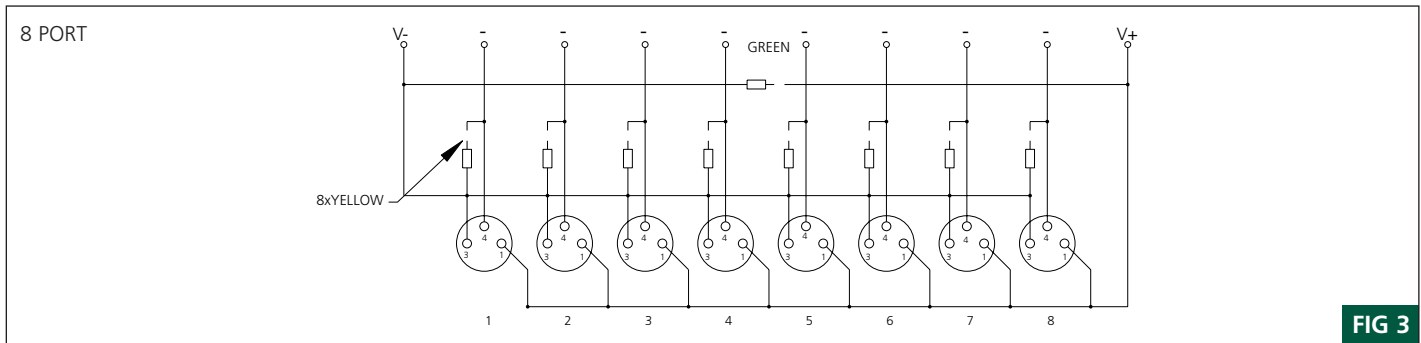 8 PORT
V- - - - - - - - - V+
GREEN
8xYELLOW
4 4 4 4 4 4 4 4
3 1 3 1 3 1 3 1 3 1 3 1 3 1 3 1
1 2 3 4 5 6 7 8
FIG 3